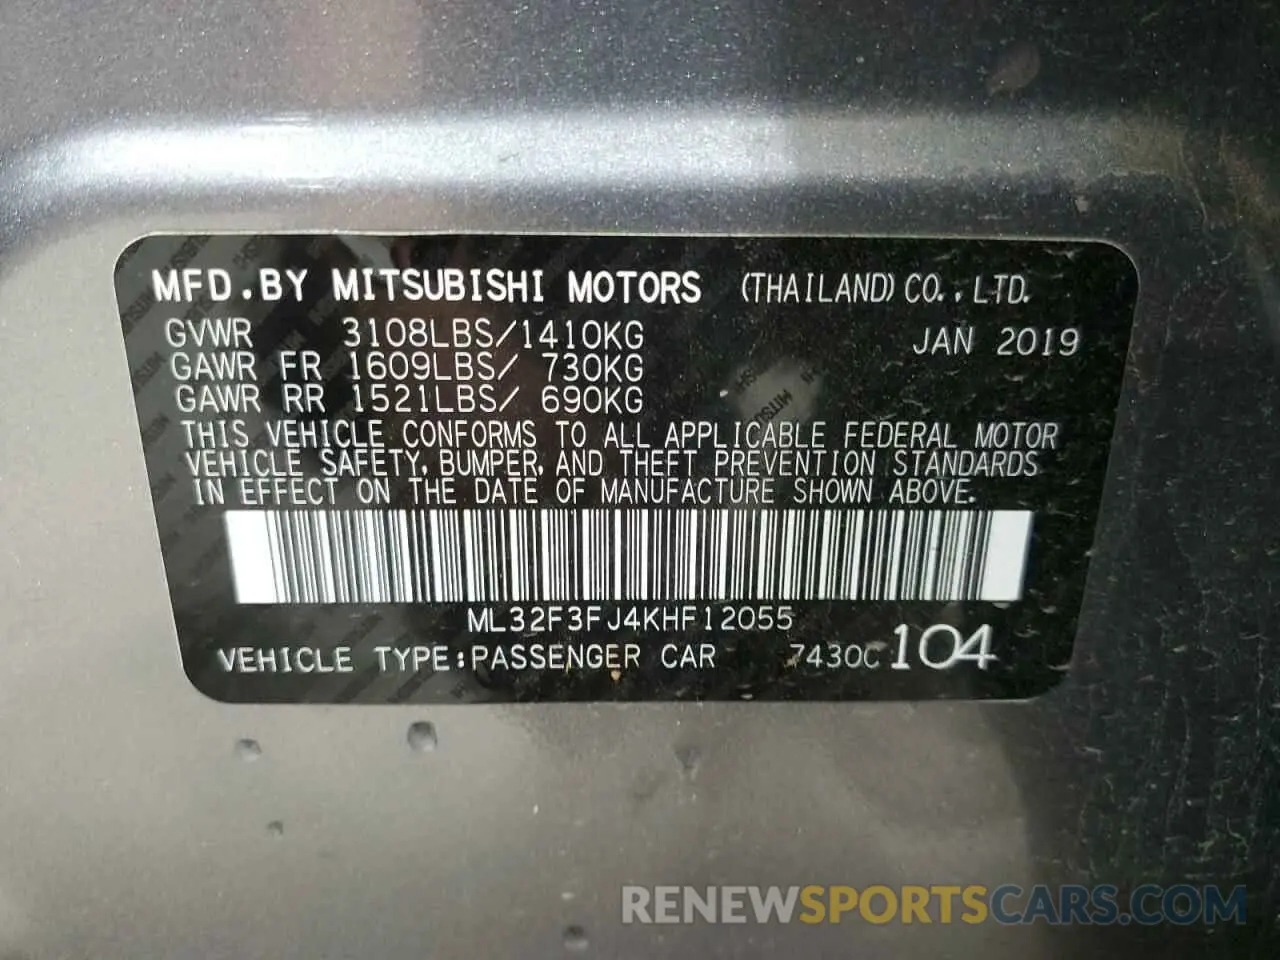 MFD.BY MITSUBISHI MOTORS (THAILAND) CO.,LTD.
GVWR 3108LBS/1410KG JAN 2019
GAWR FR 1609LBS/ 730KG
GAWR RR 1521LBS/ 690KG
THIS VEHICLE CONFORMS TO ALL APPLICABLE FEDERAL MOTOR
VEHICLE SAFETY, BUMPER, AND THEFT PREVENTION STANDARDS
IN EFFECT ON THE DATE OF MANUFACTURE SHOWN ABOVE.
ML32F3FJ4KHF12055
VEHICLE TYPE:PASSENGER CAR 7430C 104
RENEWSPORTSCARS.COM